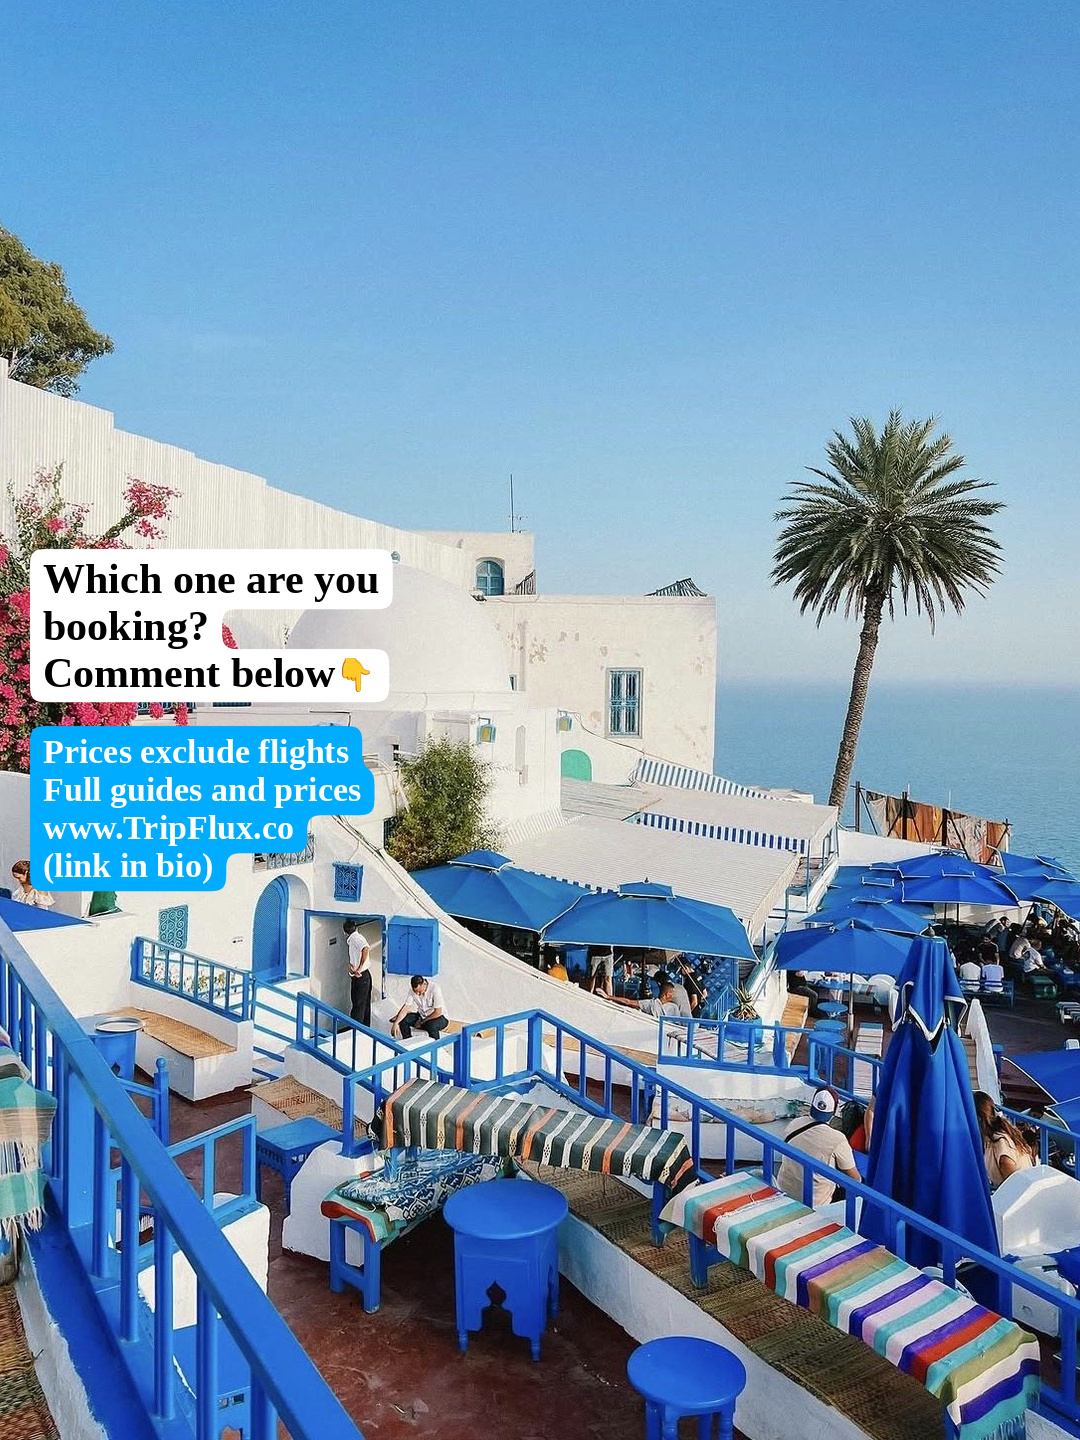 Which one are you
booking?
Comment below👇
Prices exclude flights
Full guides and prices
www.TripFlux.co
(link in bio)